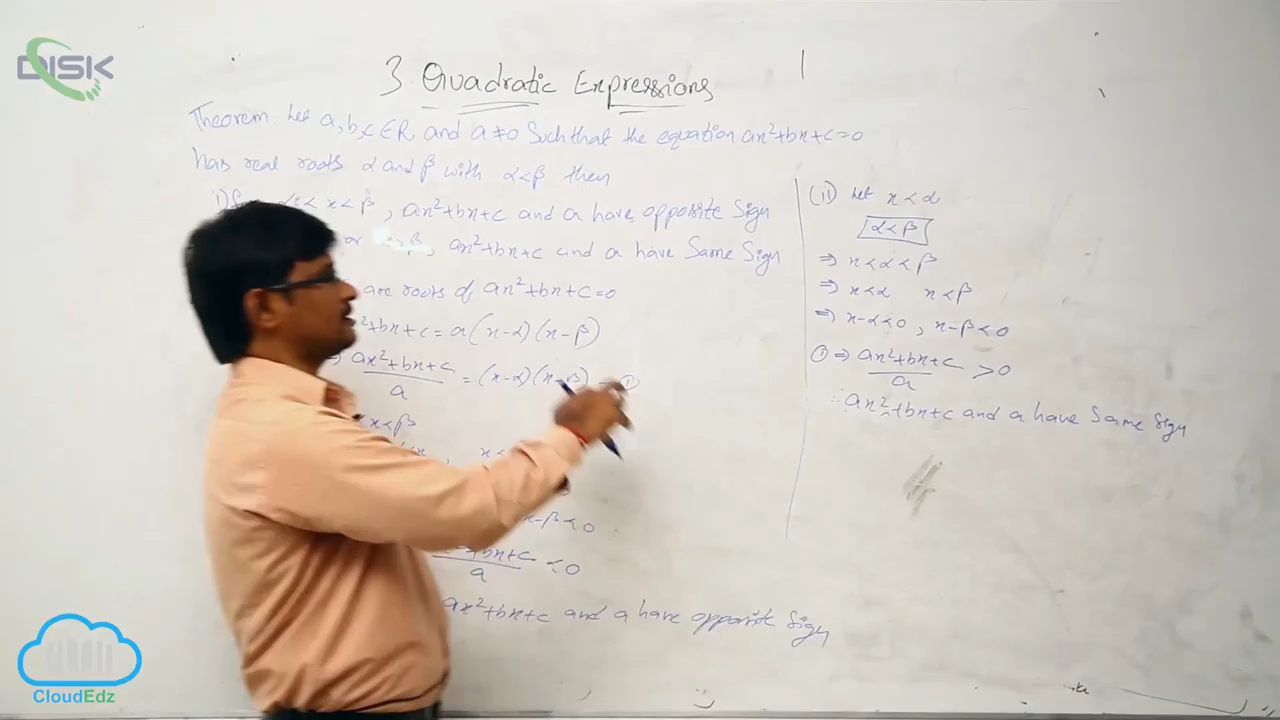 DISK
3. Quadratic Expressions
Theorem Let a, b, c ∈ R and a ≠ 0 Such that the equation ax²+bx+c=0
has real roots α and β with α<β then
i) < x < β, ax²+bx+c and a have opposite Sign
or x>β, ax²+bx+c and a have Same Sign
are roots of ax²+bx+c=0
x²+bx+c = a(x-α)(x-β)
⇒ ax²+bx+c / a = (x-α)(x-β)
x<β
x-β<0
a <0
ax²+bx+c and a have opposite Sign
(ii) Let x<α
α<β
⇒ x<α<β
⇒ x<α x<β
⇒ x-α<0, x-β<0
① ⇒ ax²+bx+c / a >0
∴ ax²+bx+c and a have Same Sign
CloudEdz